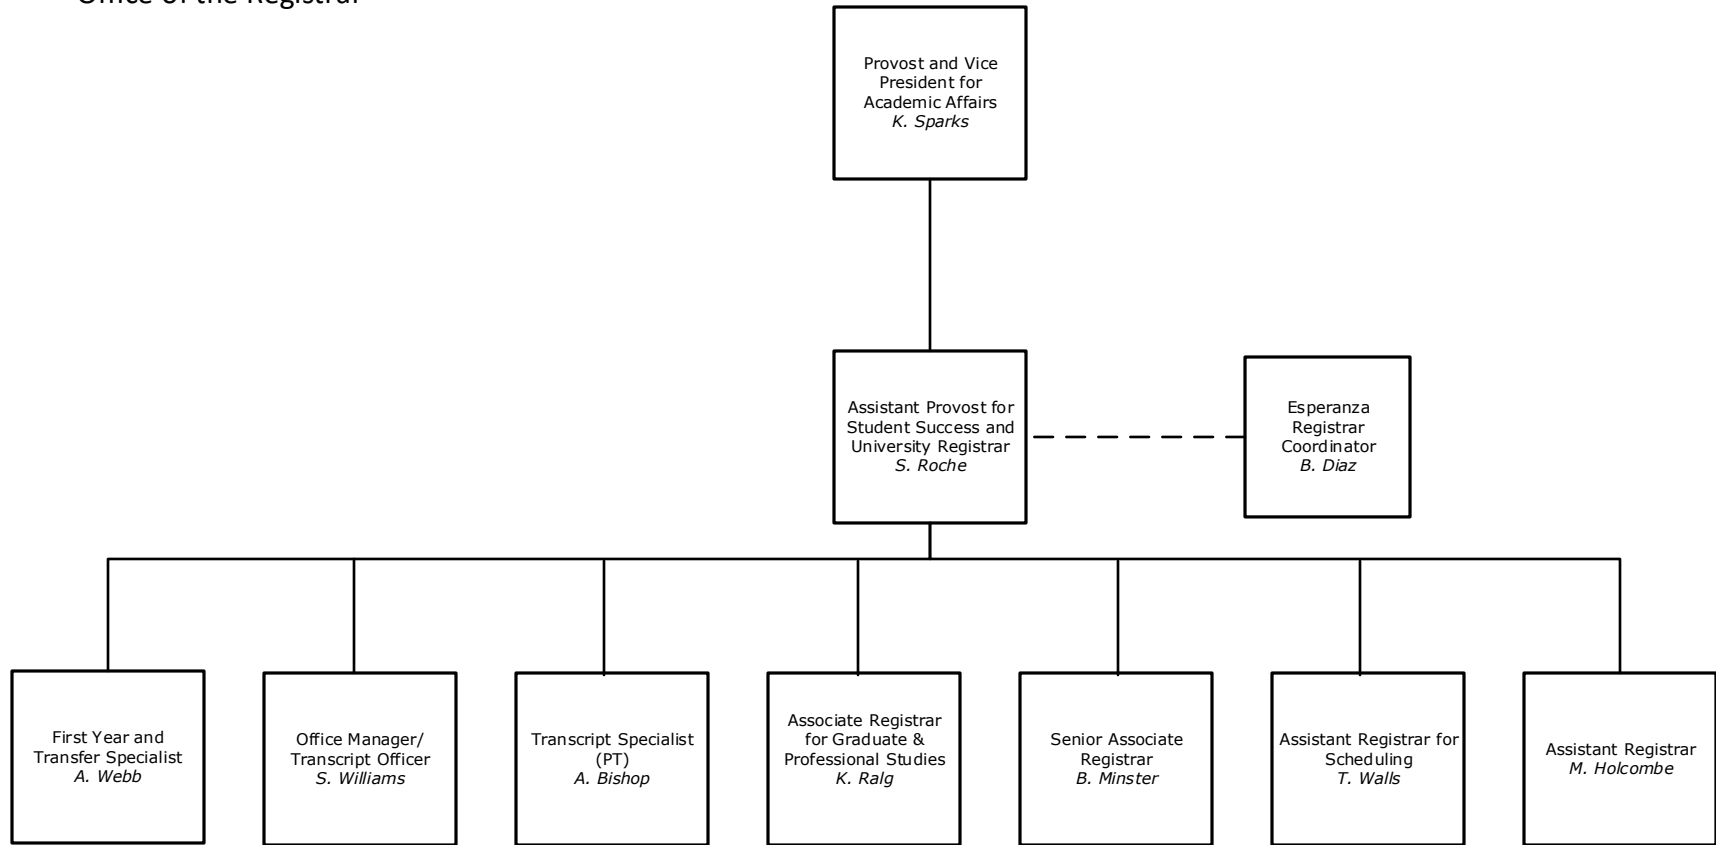 Office of the Registrar
Provost and Vice
President for
Academic Affairs
K. Sparks
Assistant Provost for
Student Success and
University Registrar
S. Roche
Esperanza
Registrar
Coordinator
B. Diaz
First Year and
Transfer Specialist
A. Webb
Office Manager/
Transcript Officer
S. Williams
Transcript Specialist
(PT)
A. Bishop
Associate Registrar
for Graduate &
Professional Studies
K. Ralg
Senior Associate
Registrar
B. Minster
Assistant Registrar for
Scheduling
T. Walls
Assistant Registrar
M. Holcombe